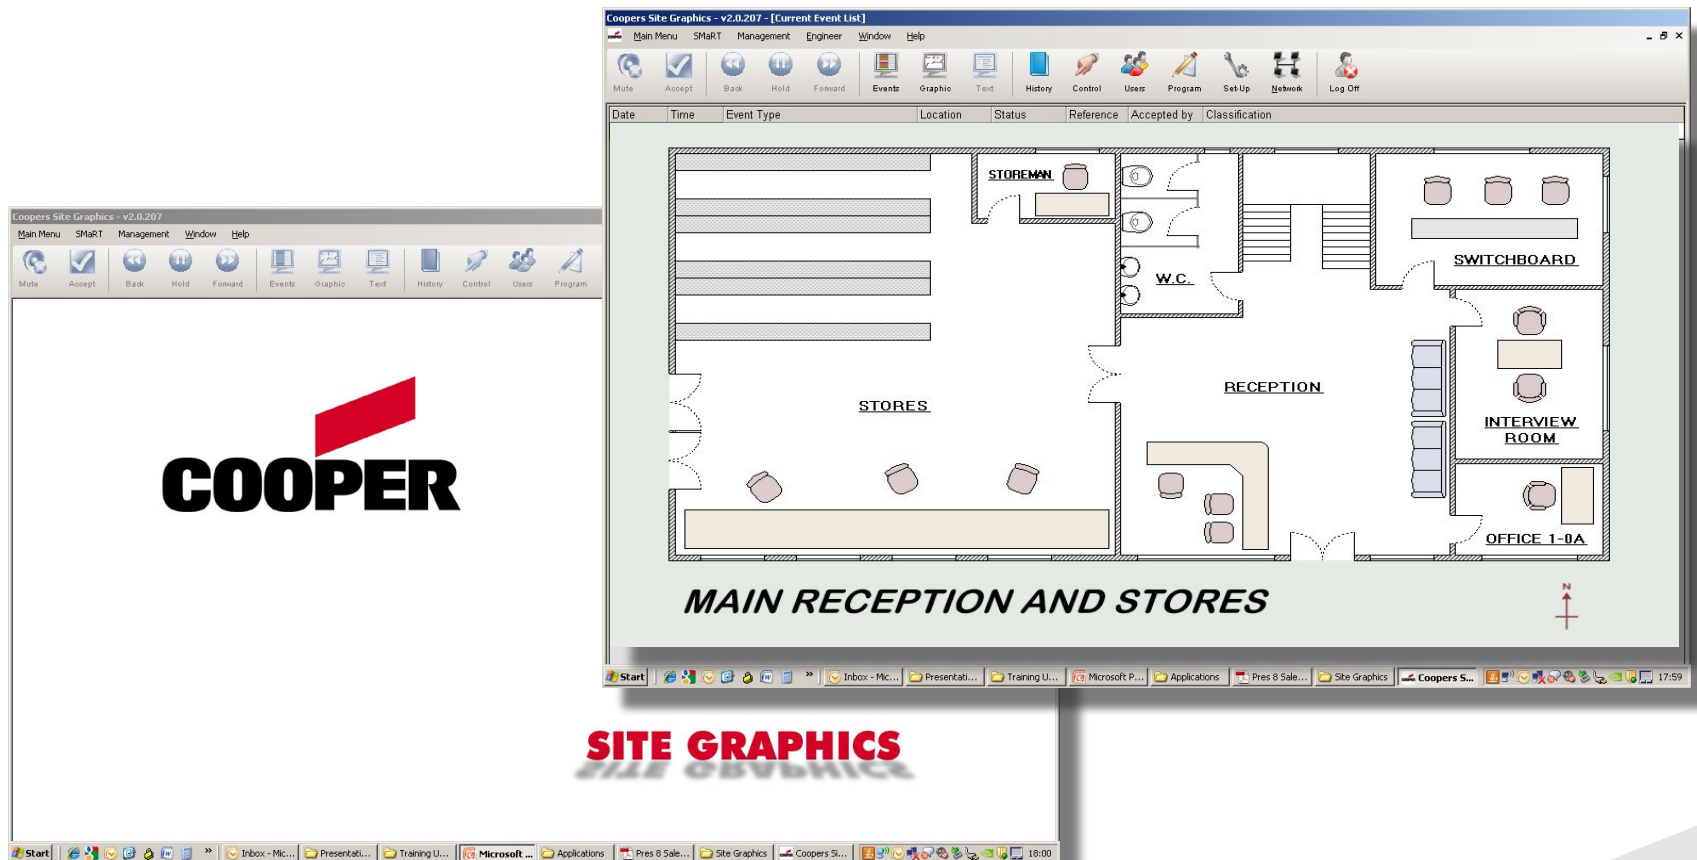 Coopers Site Graphics - v2.0.207 - [Current Event List]
Main Menu SMaRT Management Engineer Window Help
Mute Accept Back Hold Forward Events Graphic Text History Control Users Program Set-Up Network Log Off
Date Time Event Type Location Status Reference Accepted by Classification
STOREMAN
SWITCHBOARD
W.C.
RECEPTION
STORES
INTERVIEW
ROOM
OFFICE 1-0A
MAIN RECEPTION AND STORES
N
Start » Inbox - Mic... Presentati... Training U... Microsoft P... Applications Pres 8 Sale... Site Graphics Coopers S... 17:59
Coopers Site Graphics - v2.0.207
Main Menu SMaRT Management Window Help
Mute Accept Back Hold Forward Events Graphic Text History Control Users Program
COOPER
SITE GRAPHICS
Start » Inbox - Mic... Presentati... Training U... Microsoft ... Applications Pres 8 Sale... Site Graphics Coopers Si... 18:00